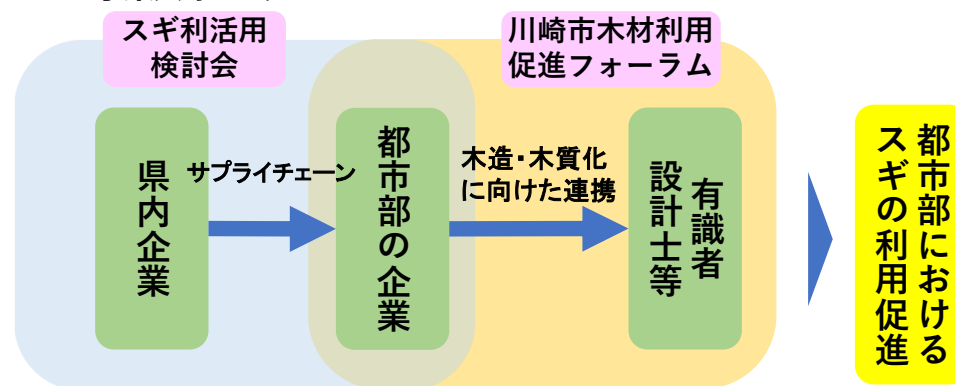 スギ利活用
検討会
川崎市木材利用
促進フォーラム
県内企業
サプライチェーン
都市部の企業
木造・木質化
に向けた連携
有識者
設計士等
都市部における
スギの利用促進